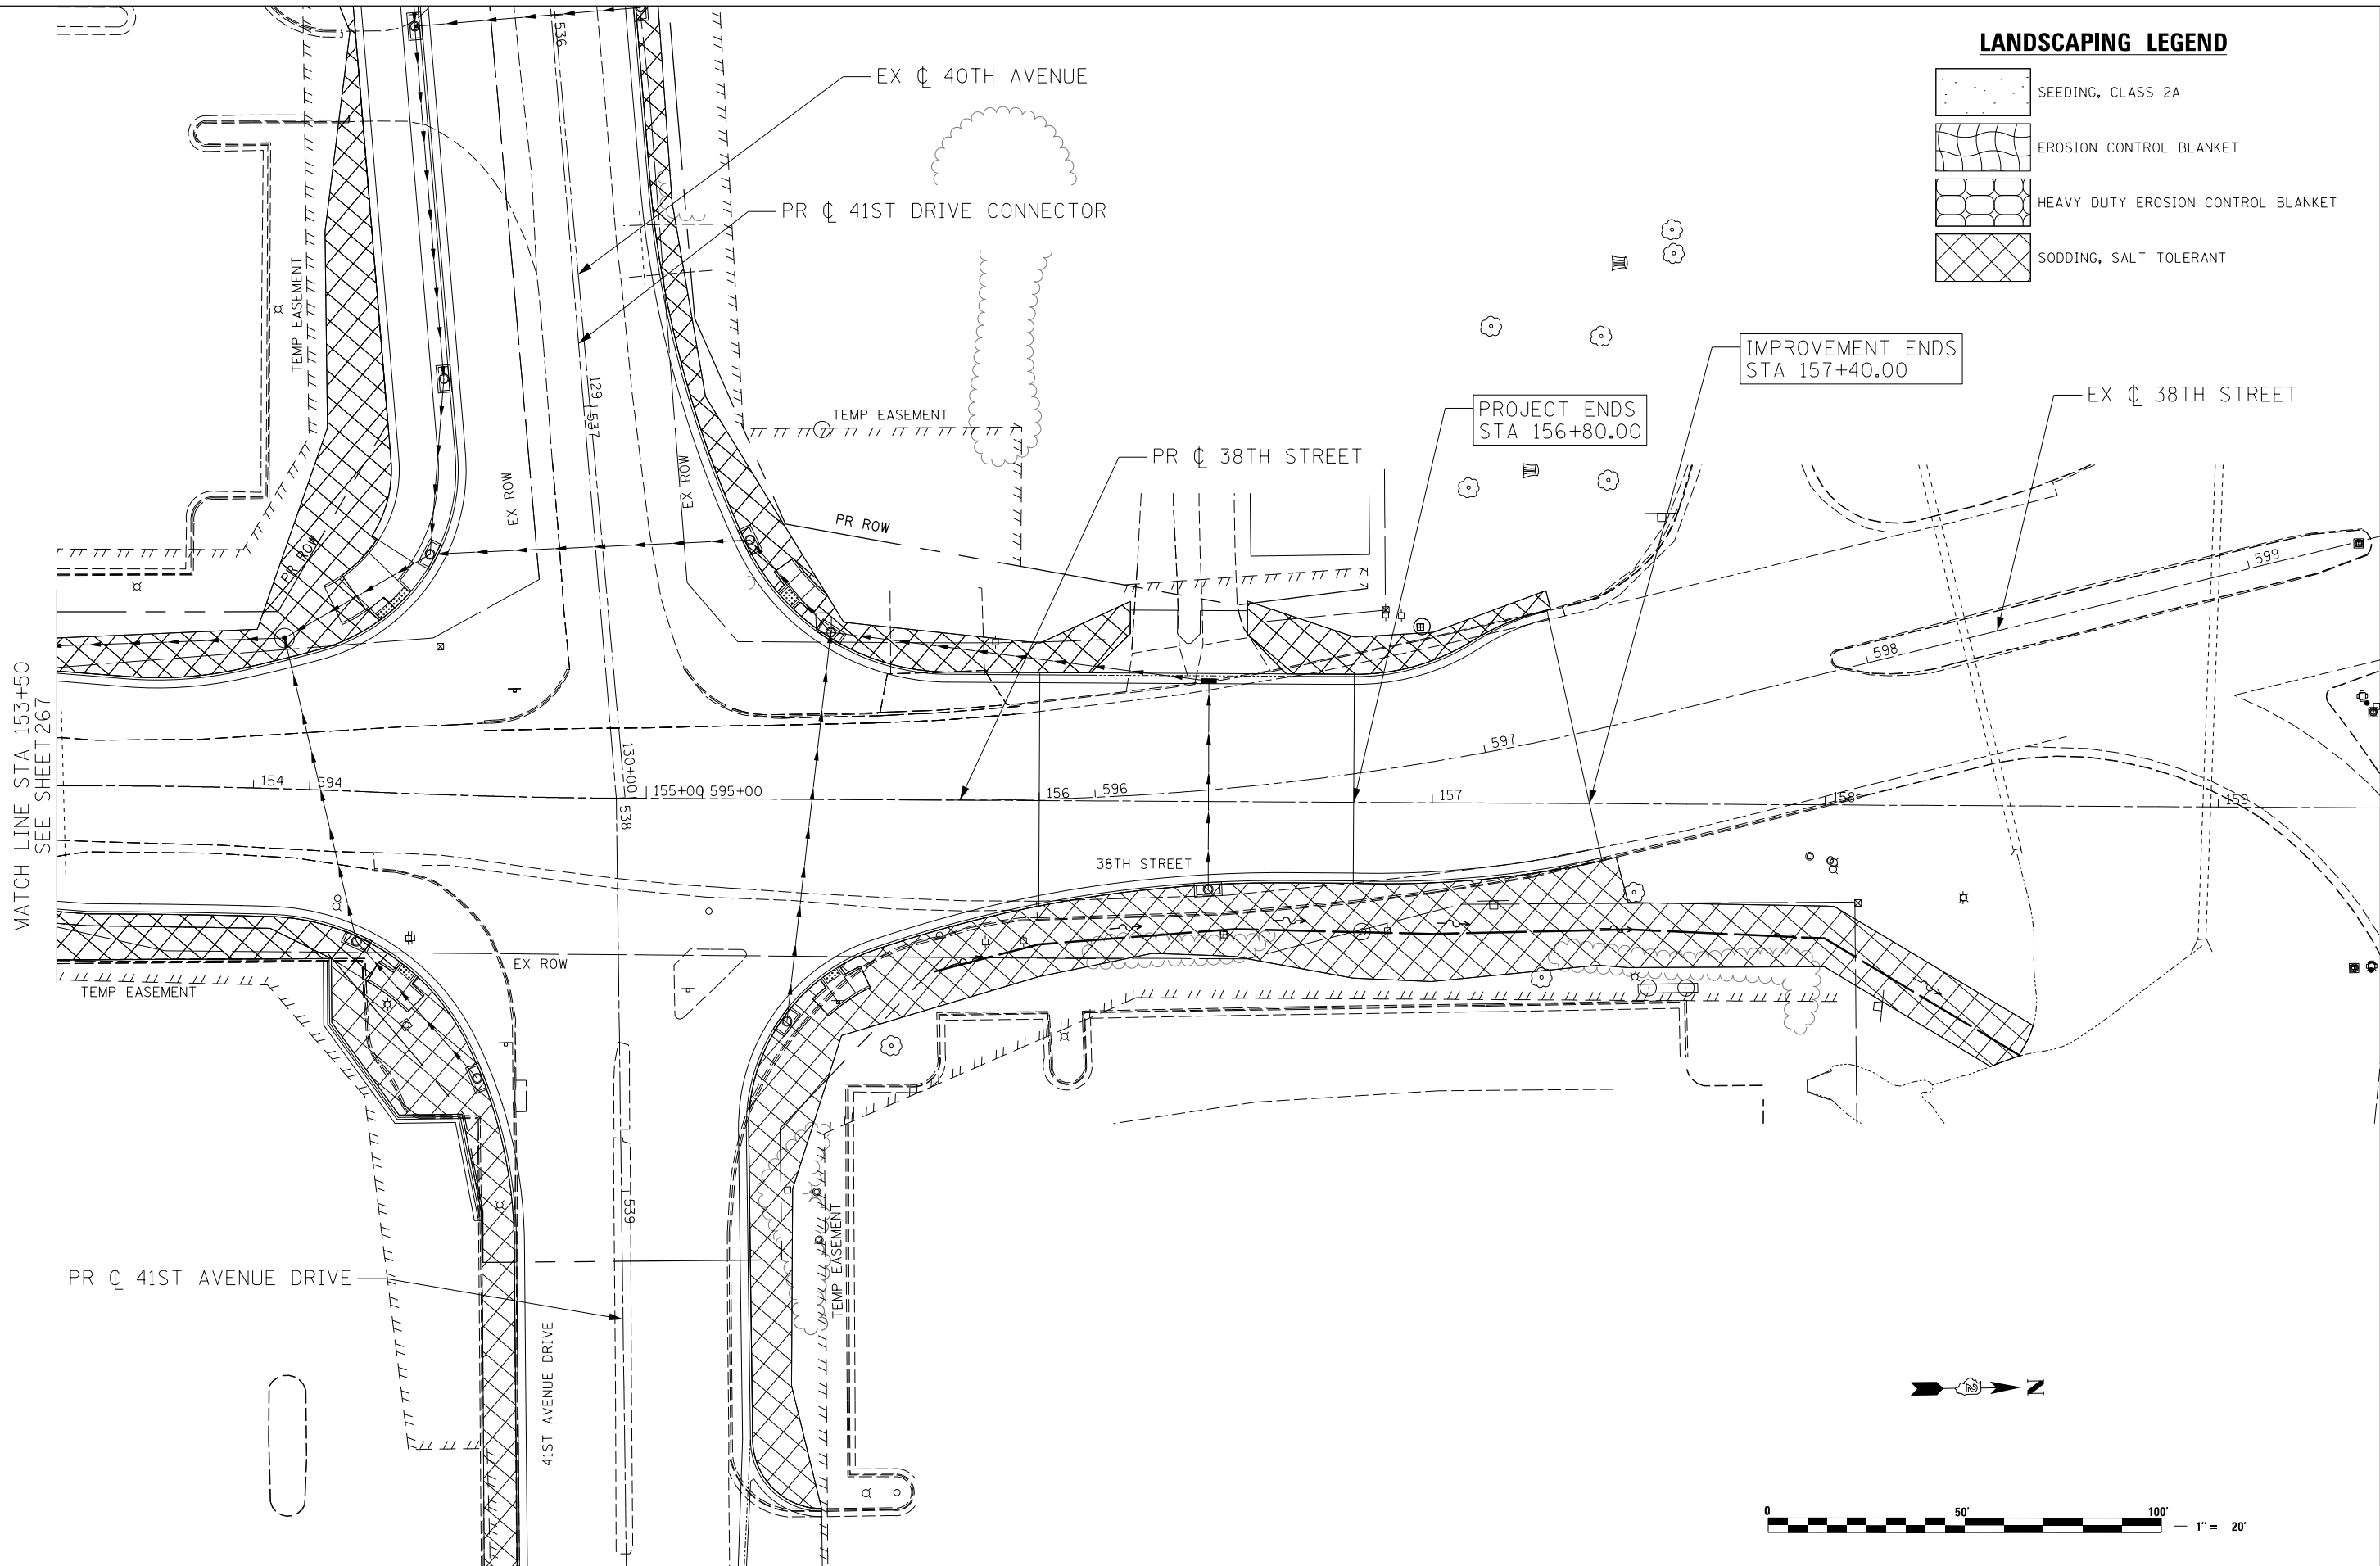 LANDSCAPING LEGEND
SEEDING, CLASS 2A
EROSION CONTROL BLANKET
HEAVY DUTY EROSION CONTROL BLANKET
SODDING, SALT TOLERANT
536
EX ℄ 40TH AVENUE
PR ℄ 41ST DRIVE CONNECTOR
TEMP EASEMENT
IMPROVEMENT ENDS
STA 157+40.00
PROJECT ENDS
STA 156+80.00
EX ℄ 38TH STREET
129
537
TEMP EASEMENT
PR ℄ 38TH STREET
EX ROW
EX ROW
PR ROW
PR ROW
599
598
597
MATCH LINE STA 153+50
SEE SHEET 267
130+00
538
154
594
155+00
595+00
156
596
157
158
159
38TH STREET
EX ROW
TEMP EASEMENT
539
TEMP EASEMENT
PR ℄ 41ST AVENUE DRIVE
41ST AVENUE DRIVE
N
0
50'
100'
1" = 20'